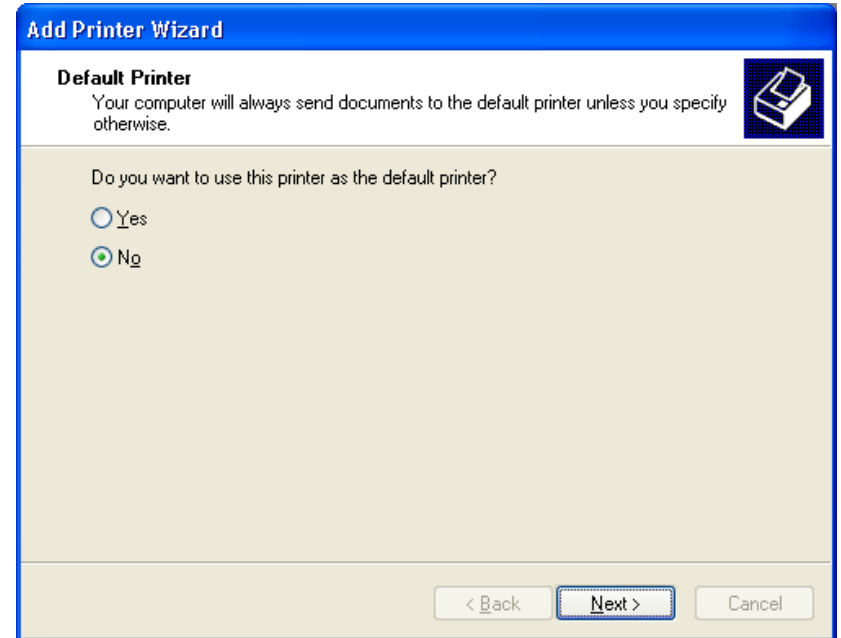 Add Printer Wizard
Default Printer
Your computer will always send documents to the default printer unless you specify
otherwise.
Do you want to use this printer as the default printer?
Yes
No
< Back
Next >
Cancel